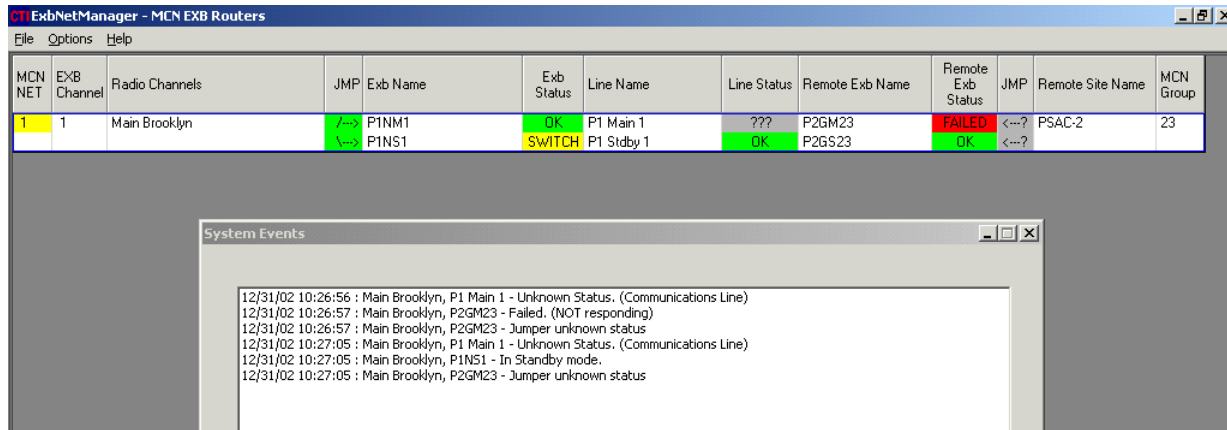 CTI ExbNetManager - MCN EXB Routers
File Options Help
MCN NET EXB Channel Radio Channels JMP Exb Name Exb Status Line Name Line Status Remote Exb Name Remote Exb Status JMP Remote Site Name MCN Group
1 1 Main Brooklyn /---> P1NM1 OK P1 Main 1 ??? P2GM23 FAILED <---? PSAC-2 23
\---> P1NS1 SWITCH P1 Stdby 1 OK P2GS23 OK <---?
System Events
12/31/02 10:26:56 : Main Brooklyn, P1 Main 1 - Unknown Status. (Communications Line)
12/31/02 10:26:57 : Main Brooklyn, P2GM23 - Failed. (NOT responding)
12/31/02 10:26:57 : Main Brooklyn, P2GM23 - Jumper unknown status
12/31/02 10:27:05 : Main Brooklyn, P1 Main 1 - Unknown Status. (Communications Line)
12/31/02 10:27:05 : Main Brooklyn, P1NS1 - In Standby mode.
12/31/02 10:27:05 : Main Brooklyn, P2GM23 - Jumper unknown status